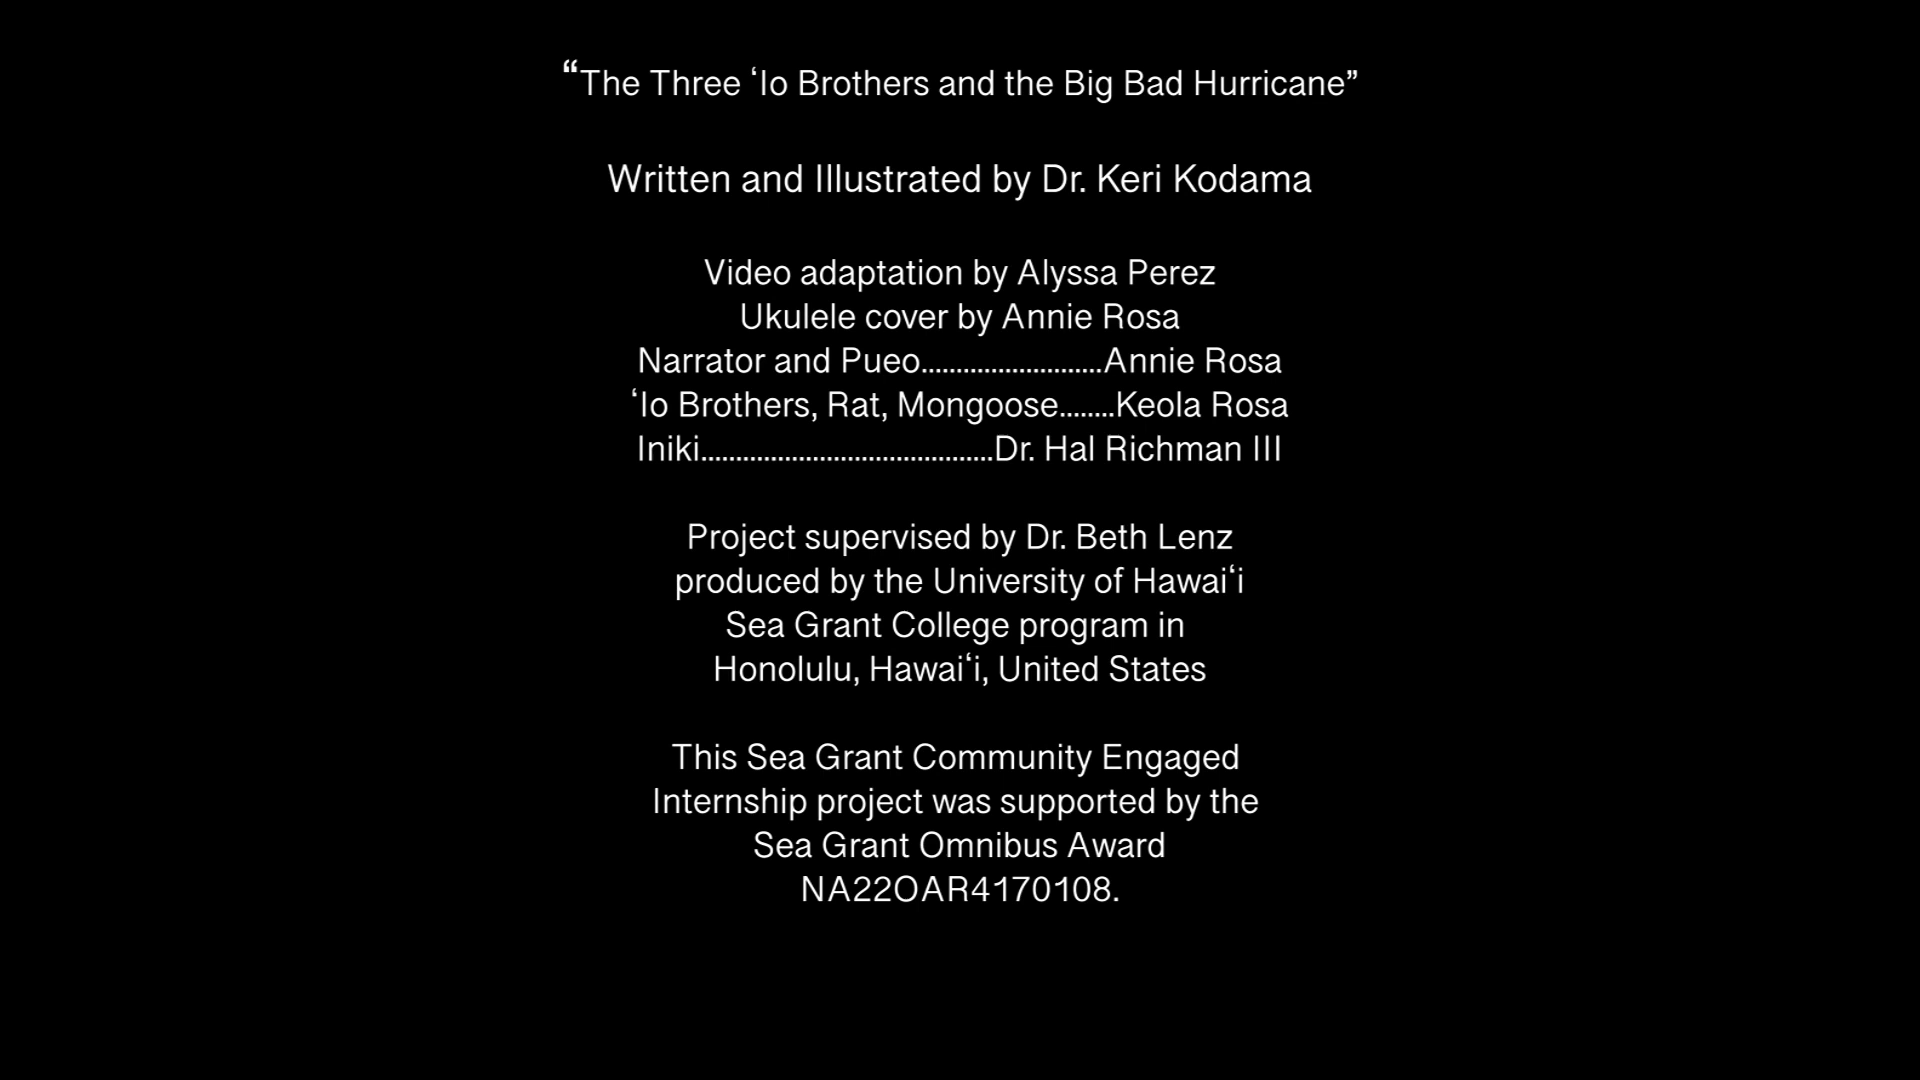 “The Three ʻIo Brothers and the Big Bad Hurricane”
Written and Illustrated by Dr. Keri Kodama
Video adaptation by Alyssa Perez
Ukulele cover by Annie Rosa
Narrator and Pueo..........................Annie Rosa
ʻIo Brothers, Rat, Mongoose........Keola Rosa
Iniki..........................................Dr. Hal Richman III
Project supervised by Dr. Beth Lenz
produced by the University of Hawaiʻi
Sea Grant College program in
Honolulu, Hawaiʻi, United States
This Sea Grant Community Engaged
Internship project was supported by the
Sea Grant Omnibus Award
NA22OAR4170108.